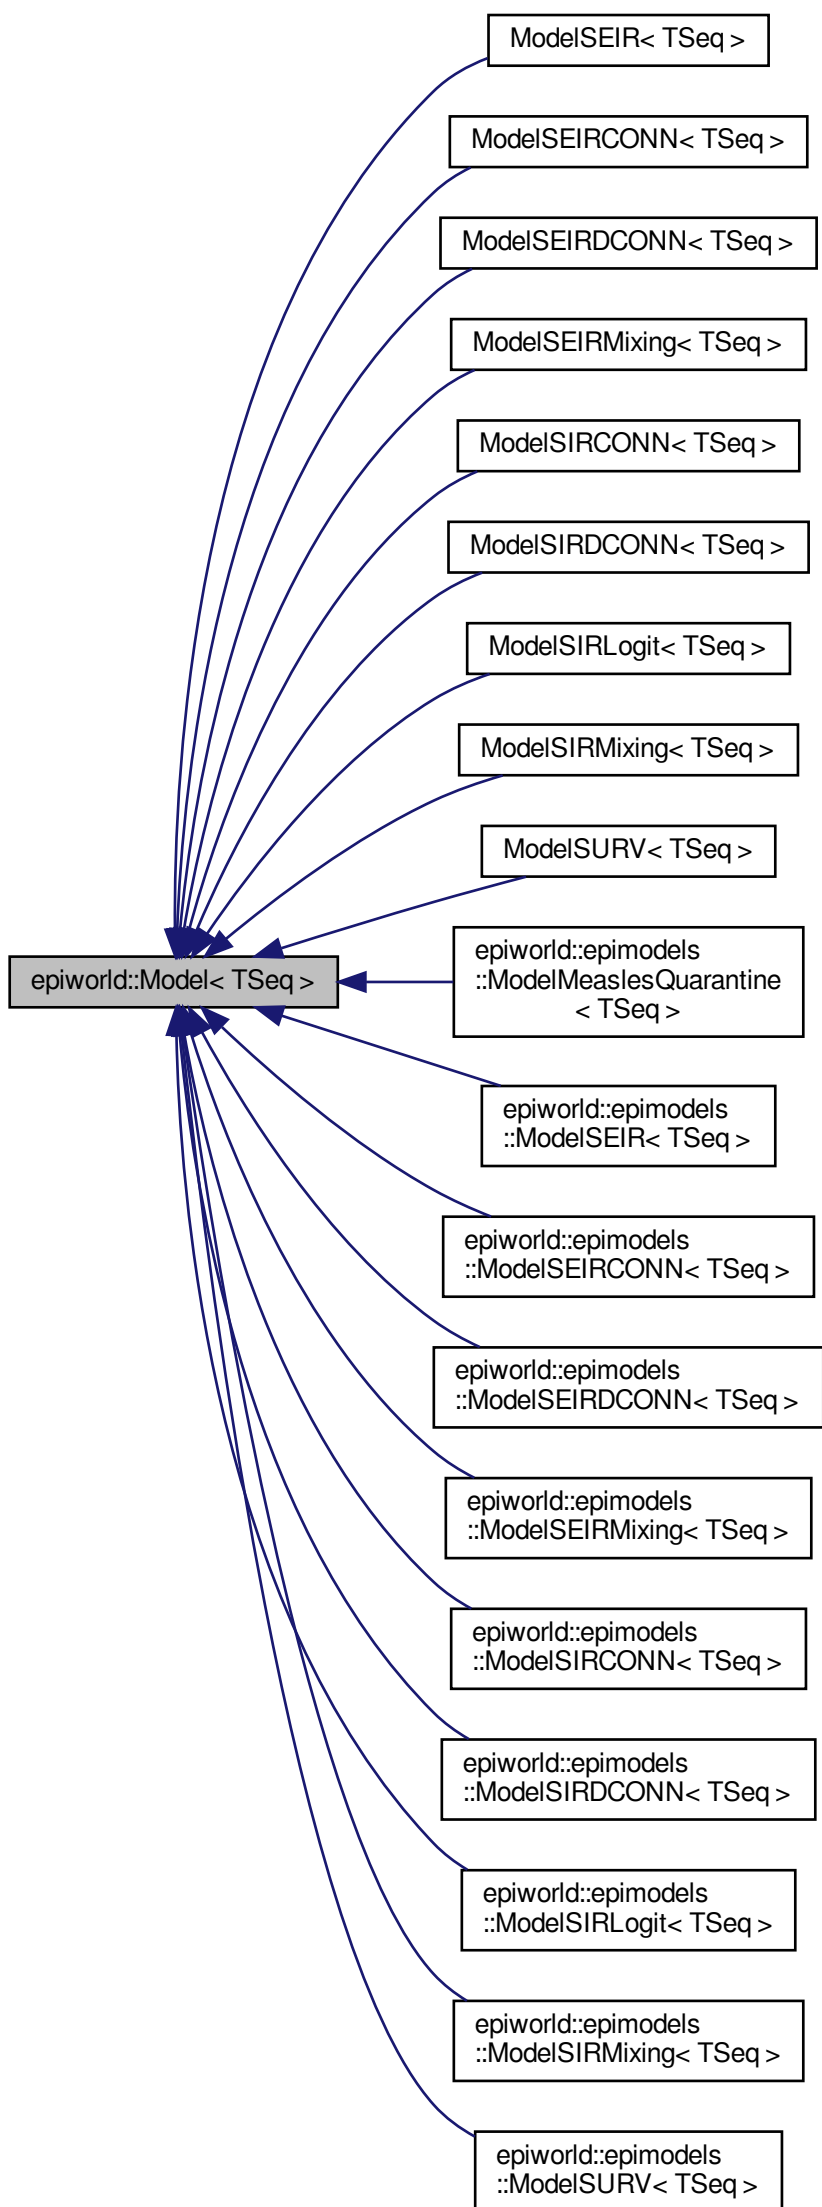 ModelSEIR< TSeq >
ModelSEIRCONN< TSeq >
ModelSEIRDCONN< TSeq >
ModelSEIRMixing< TSeq >
ModelSIRCONN< TSeq >
ModelSIRDCONN< TSeq >
ModelSIRLogit< TSeq >
ModelSIRMixing< TSeq >
ModelSURV< TSeq >
epiworld::Model< TSeq >
epiworld::epimodels
::ModelMeaslesQuarantine
< TSeq >
epiworld::epimodels
::ModelSEIR< TSeq >
epiworld::epimodels
::ModelSEIRCONN< TSeq >
epiworld::epimodels
::ModelSEIRDCONN< TSeq >
epiworld::epimodels
::ModelSEIRMixing< TSeq >
epiworld::epimodels
::ModelSIRCONN< TSeq >
epiworld::epimodels
::ModelSIRDCONN< TSeq >
epiworld::epimodels
::ModelSIRLogit< TSeq >
epiworld::epimodels
::ModelSIRMixing< TSeq >
epiworld::epimodels
::ModelSURV< TSeq >